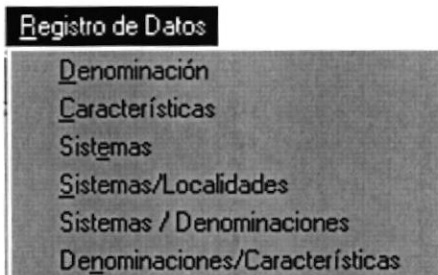 Registro de Datos
Denominación
Características
Sistemas
Sistemas/Localidades
Sistemas / Denominaciones
Denominaciones/Características